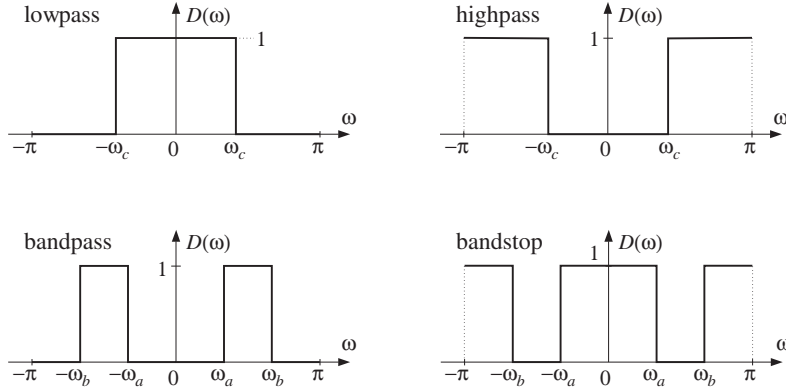 lowpass
D(ω)
1
ω
−π
−ω_c
0
ω_c
π
highpass
D(ω)
1
ω
−π
−ω_c
0
ω_c
π
bandpass
D(ω)
1
ω
−π
−ω_b
−ω_a
0
ω_a
ω_b
π
bandstop
D(ω)
1
ω
−π
−ω_b
−ω_a
0
ω_a
ω_b
π